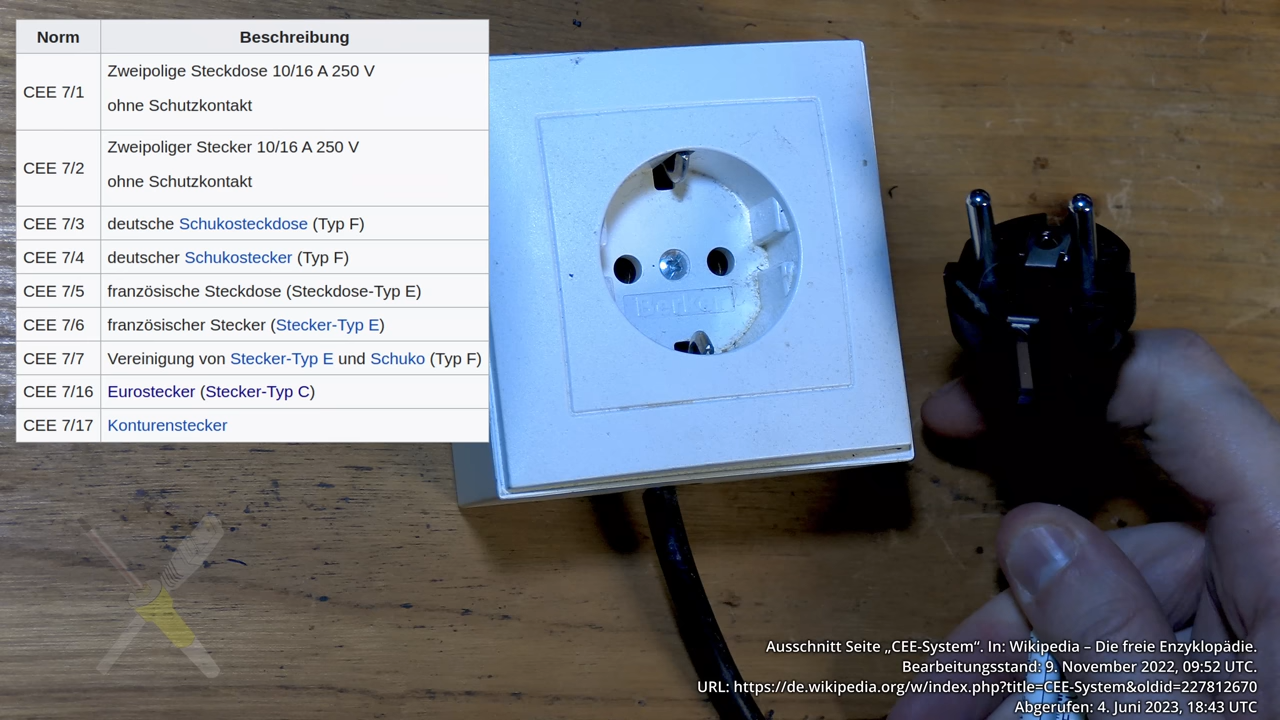 Norm Beschreibung
CEE 7/1 Zweipolige Steckdose 10/16 A 250 V
ohne Schutzkontakt
CEE 7/2 Zweipoliger Stecker 10/16 A 250 V
ohne Schutzkontakt
CEE 7/3 deutsche Schukosteckdose (Typ F)
CEE 7/4 deutscher Schukostecker (Typ F)
CEE 7/5 französische Steckdose (Steckdose-Typ E)
CEE 7/6 französischer Stecker (Stecker-Typ E)
CEE 7/7 Vereinigung von Stecker-Typ E und Schuko (Typ F)
CEE 7/16 Eurostecker (Stecker-Typ C)
CEE 7/17 Konturenstecker
Berker
Ausschnitt Seite „CEE-System“. In: Wikipedia – Die freie Enzyklopädie.
Bearbeitungsstand: 9. November 2022, 09:52 UTC.
URL: https://de.wikipedia.org/w/index.php?title=CEE-System&oldid=227812670
Abgerufen: 4. Juni 2023, 18:43 UTC